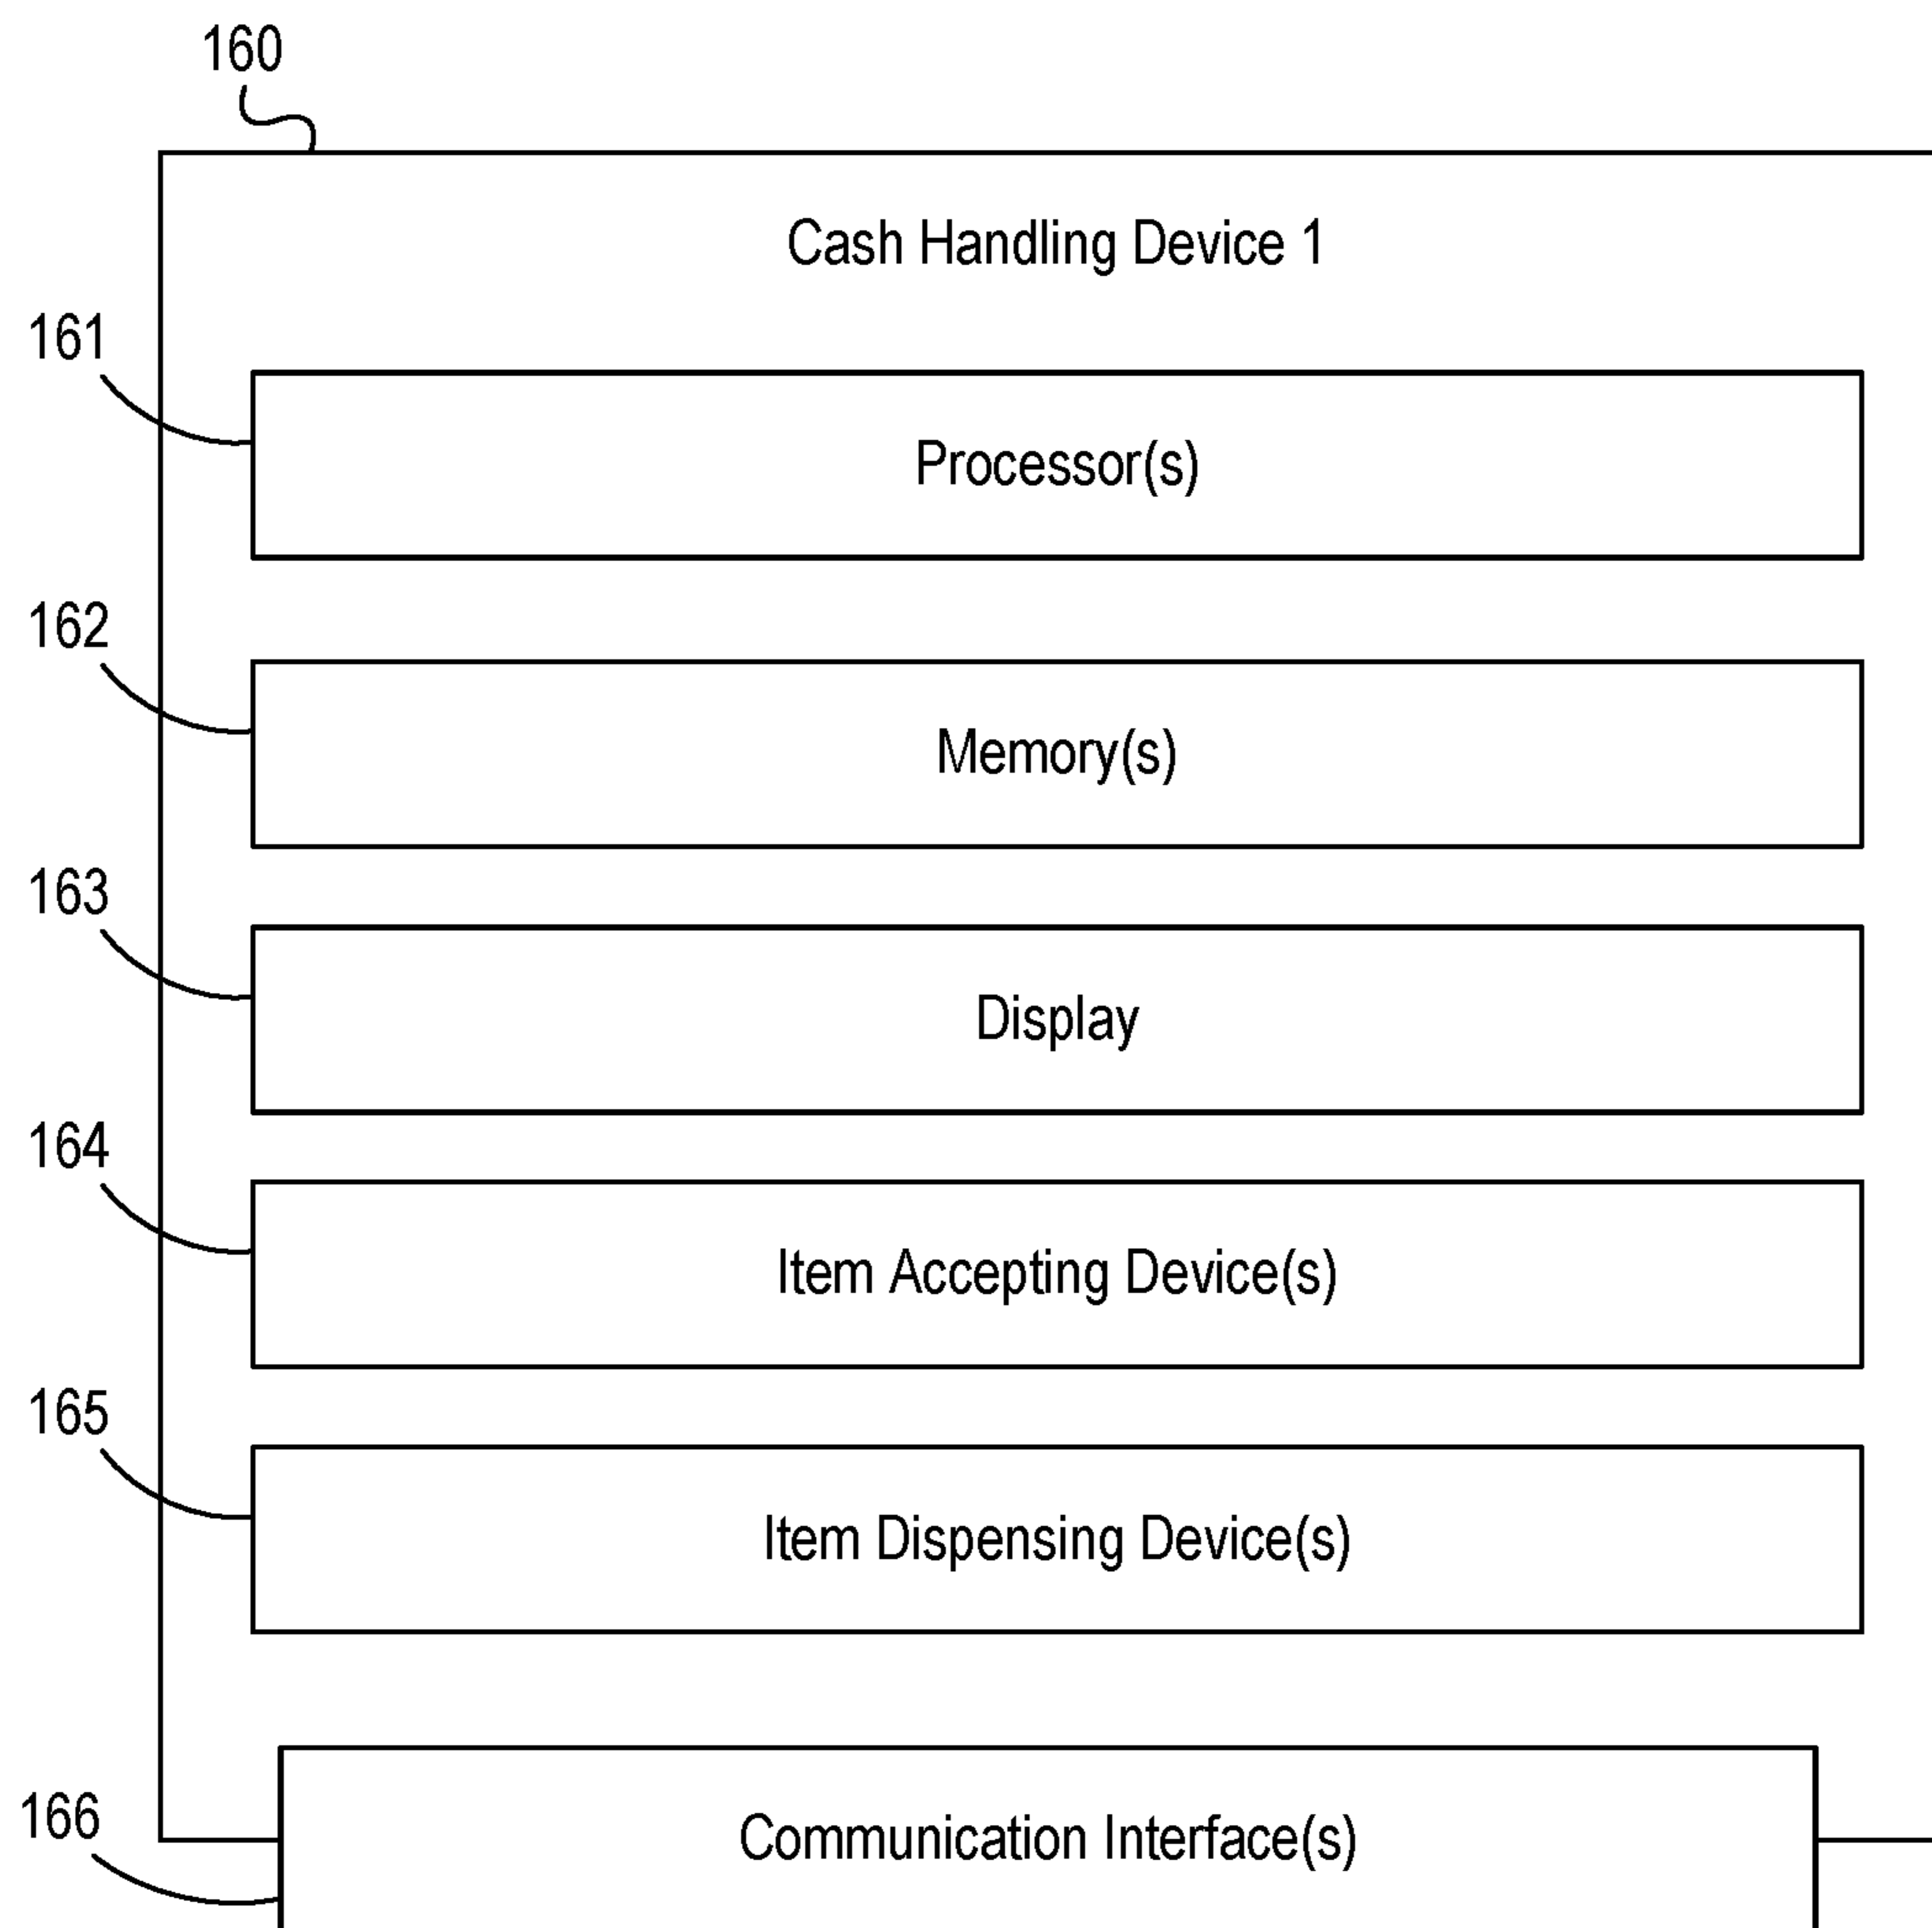 160
Cash Handling Device 1
161
Processor(s)
162
Memory(s)
163
Display
164
Item Accepting Device(s)
165
Item Dispensing Device(s)
166
Communication Interface(s)